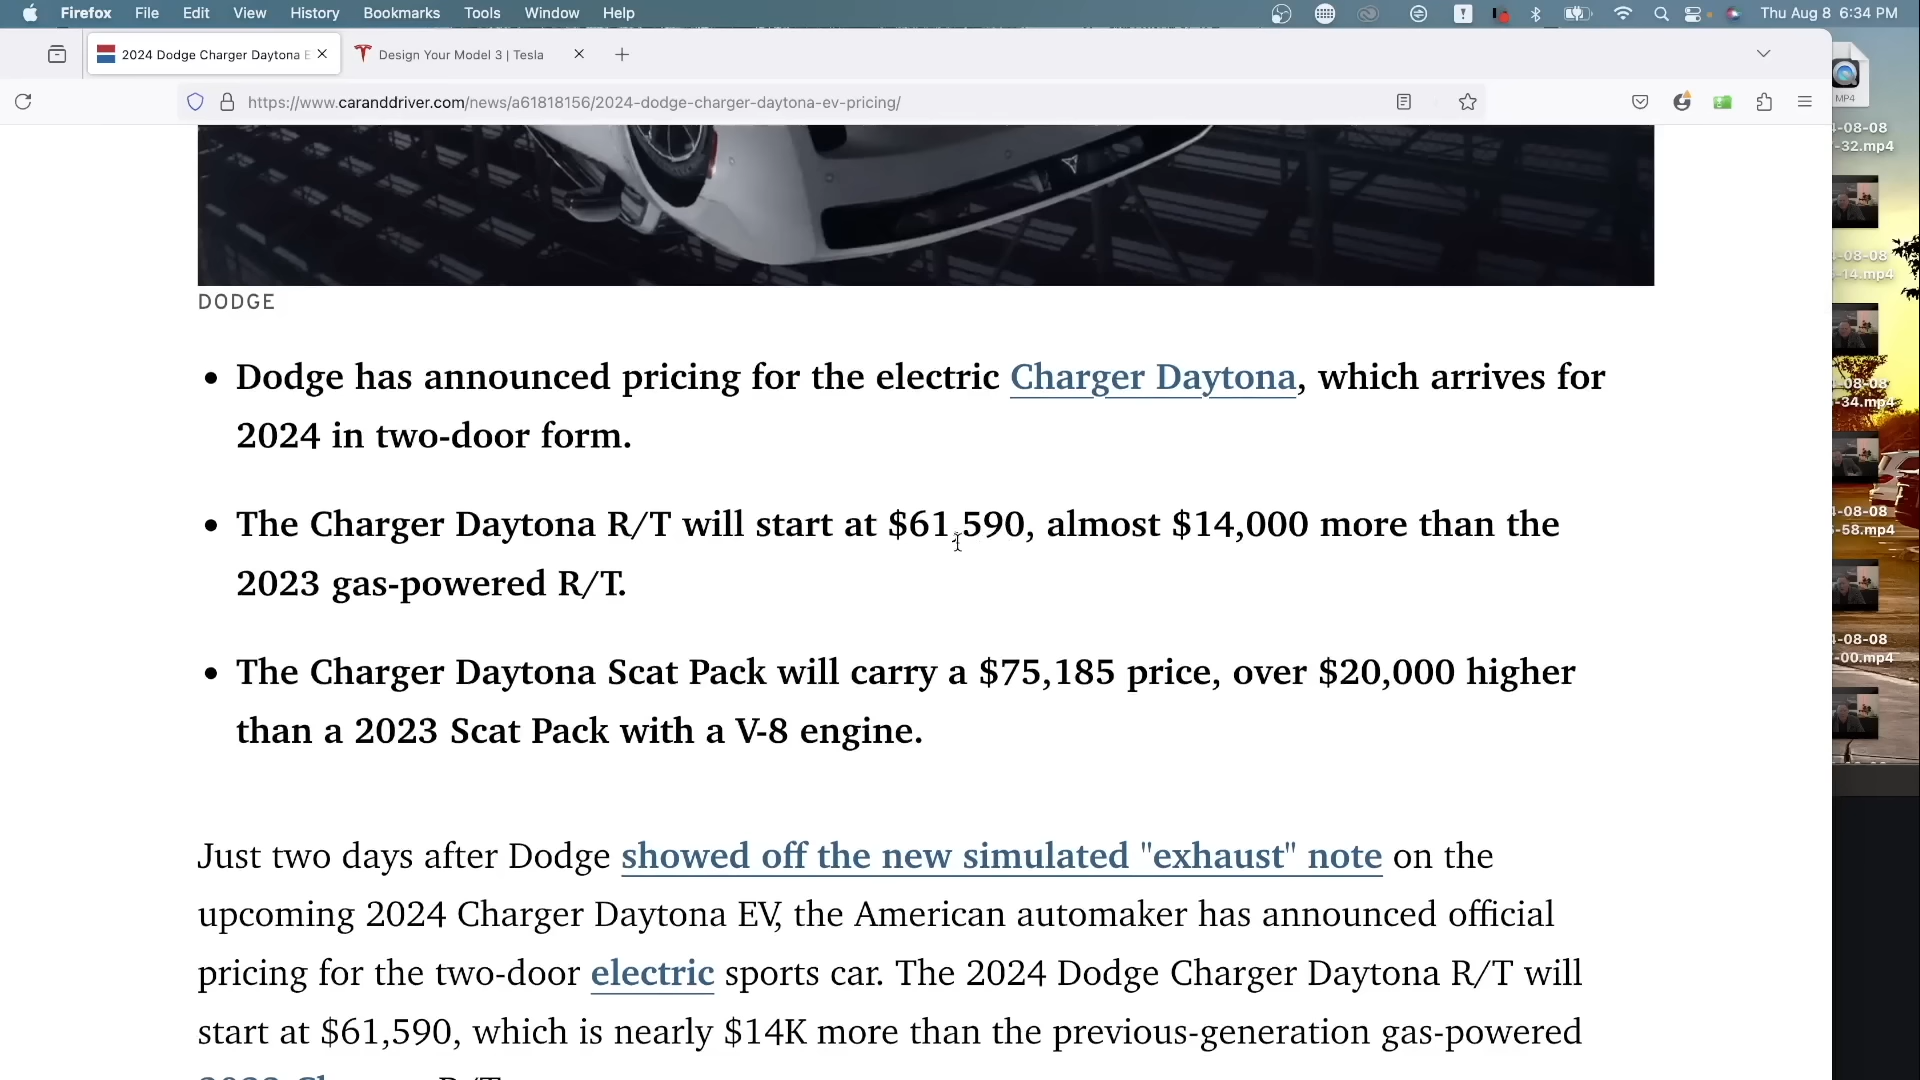 Firefox File Edit View History Bookmarks Tools Window Help Thu Aug 8 6:34 PM
2024 Dodge Charger Daytona E
Design Your Model 3 | Tesla
https://www.caranddriver.com/news/a61818156/2024-dodge-charger-daytona-ev-pricing/
MP4
-08-08
-32.mp4
-08-08
-14.mp4
-08-08
-34.mp4
-08-08
-58.mp4
-08-08
-00.mp4
DODGE
• Dodge has announced pricing for the electric Charger Daytona, which arrives for
2024 in two-door form.
• The Charger Daytona R/T will start at $61,590, almost $14,000 more than the
2023 gas-powered R/T.
• The Charger Daytona Scat Pack will carry a $75,185 price, over $20,000 higher
than a 2023 Scat Pack with a V-8 engine.
Just two days after Dodge showed off the new simulated "exhaust" note on the
upcoming 2024 Charger Daytona EV, the American automaker has announced official
pricing for the two-door electric sports car. The 2024 Dodge Charger Daytona R/T will
start at $61,590, which is nearly $14K more than the previous-generation gas-powered